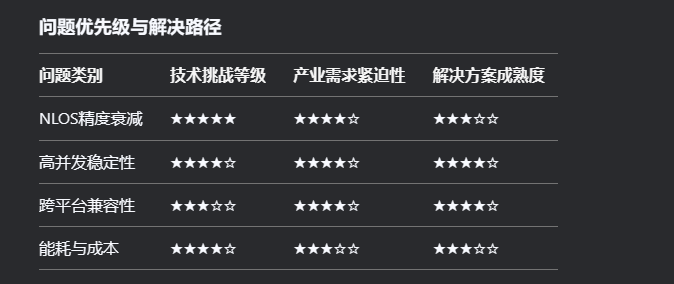 问题优先级与解决路径
问题类别 技术挑战等级 产业需求紧迫性 解决方案成熟度
NLOS精度衰减 ★★★★★ ★★★★☆ ★★★☆☆
高并发稳定性 ★★★★☆ ★★★★☆ ★★★★☆
跨平台兼容性 ★★★☆☆ ★★★★☆ ★★★★☆
能耗与成本 ★★★★☆ ★★★☆☆ ★★★☆☆